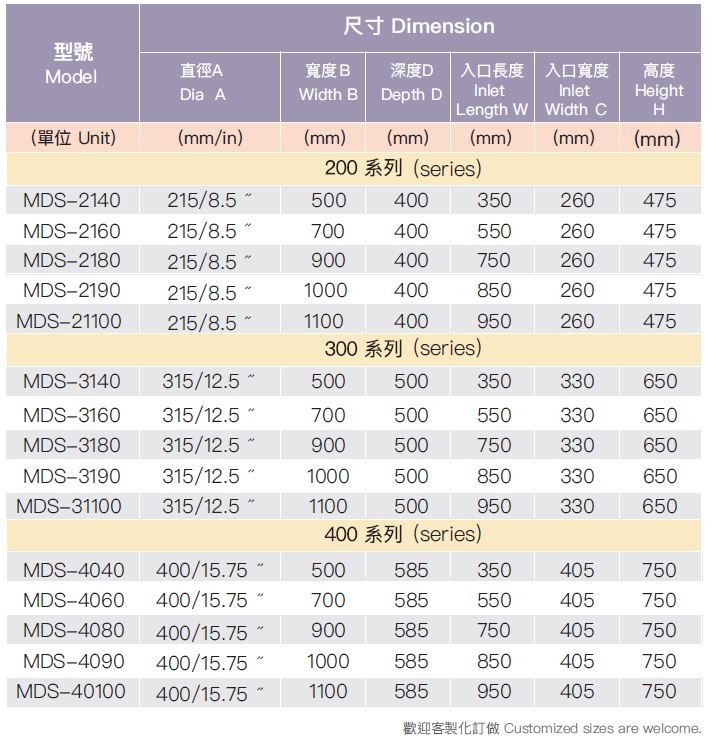 型號
Model
尺寸 Dimension
直徑A
Dia A
寬度B
Width B
深度D
Depth D
入口長度
Inlet
Length W
入口寬度
Inlet
Width C
高度
Height
H
(單位 Unit) (mm/in) (mm) (mm) (mm) (mm) (mm)
200 系列 (series)
MDS-2140 215/8.5 ″ 500 400 350 260 475
MDS-2160 215/8.5 ″ 700 400 550 260 475
MDS-2180 215/8.5 ″ 900 400 750 260 475
MDS-2190 215/8.5 ″ 1000 400 850 260 475
MDS-21100 215/8.5 ″ 1100 400 950 260 475
300 系列 (series)
MDS-3140 315/12.5 ″ 500 500 350 330 650
MDS-3160 315/12.5 ″ 700 500 550 330 650
MDS-3180 315/12.5 ″ 900 500 750 330 650
MDS-3190 315/12.5 ″ 1000 500 850 330 650
MDS-31100 315/12.5 ″ 1100 500 950 330 650
400 系列 (series)
MDS-4040 400/15.75 ″ 500 585 350 405 750
MDS-4060 400/15.75 ″ 700 585 550 405 750
MDS-4080 400/15.75 ″ 900 585 750 405 750
MDS-4090 400/15.75 ″ 1000 585 850 405 750
MDS-40100 400/15.75 ″ 1100 585 950 405 750
歡迎客製化訂做 Customized sizes are welcome.